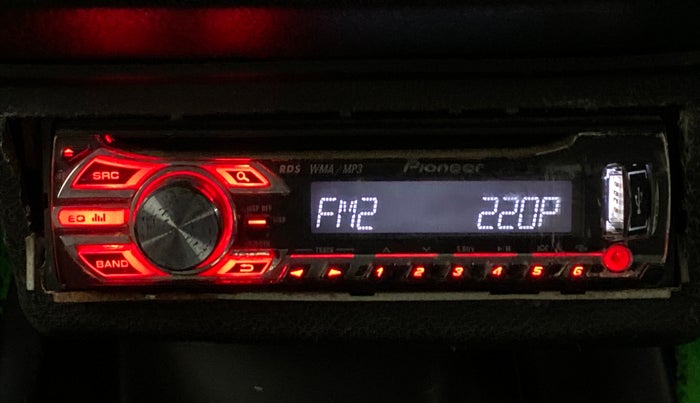 RDS WMA / MP3 Pioneer
SRC
EQ
BAND
FM2 220P
1 2 3 4 5 6